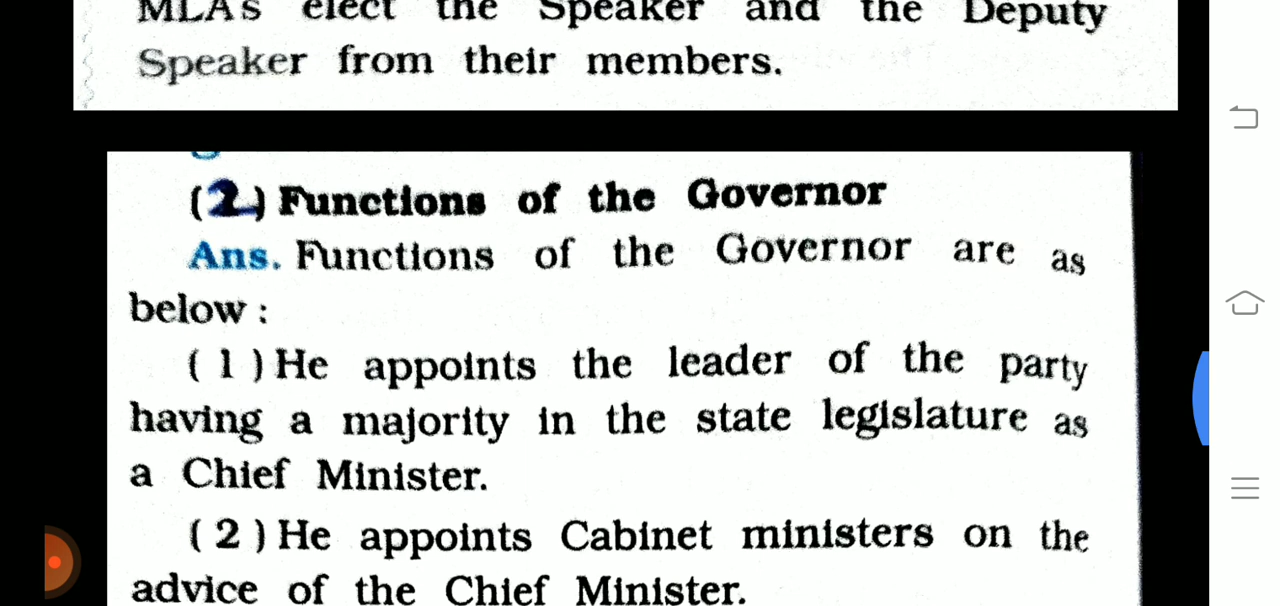 MLAs elect the Speaker and the Deputy
Speaker from their members.
(2) Functions of the Governor
Ans. Functions of the Governor are as
below :
( 1 ) He appoints the leader of the party
having a majority in the state legislature as
a Chief Minister.
( 2 ) He appoints Cabinet ministers on the
advice of the Chief Minister.